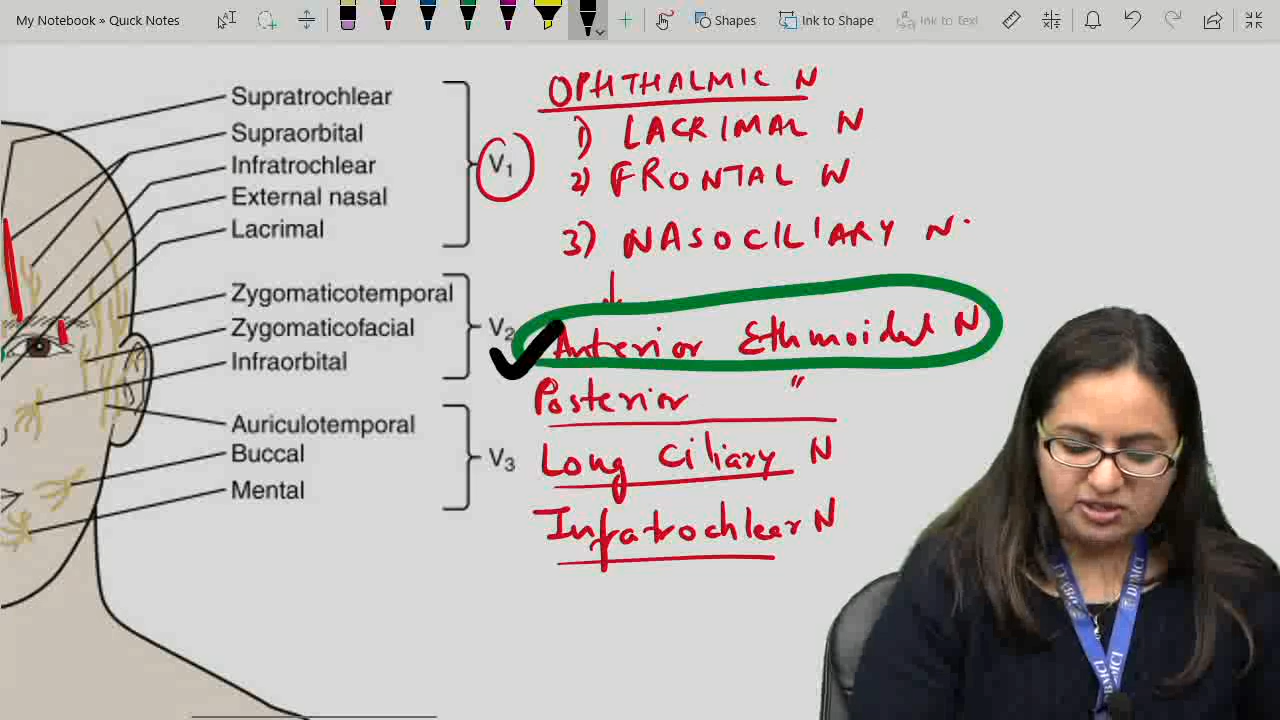 My Notebook » Quick Notes
Shapes
Ink to Shape
Ink to Text
Supratrochlear
Supraorbital
Infratrochlear
External nasal
Lacrimal
V1
Zygomaticotemporal
Zygomaticofacial
Infraorbital
V2
Auriculotemporal
Buccal
Mental
V3
OPHTHALMIC N
1) LACRIMAL N
2) FRONTAL N
3) NASOCILIARY N.
Anterior Ethmoidal N
Posterior "
Long Ciliary N
Infratrochlear N